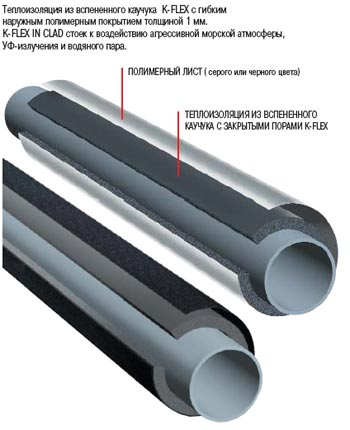 Теплоизоляция из вспененного каучука K-FLEX с гибким
наружным полимерным покрытием толщиной 1 мм.
K-FLEX IN CLAD стоек к воздействию агрессивной морской атмосферы,
УФ-излучения и водяного пара.
ПОЛИМЕРНЫЙ ЛИСТ ( серого или черного цвета)
ТЕПЛОИЗОЛЯЦИЯ ИЗ ВСПЕНЕННОГО
КАУЧУКА С ЗАКРЫТЫМИ ПОРАМИ K-FLEX